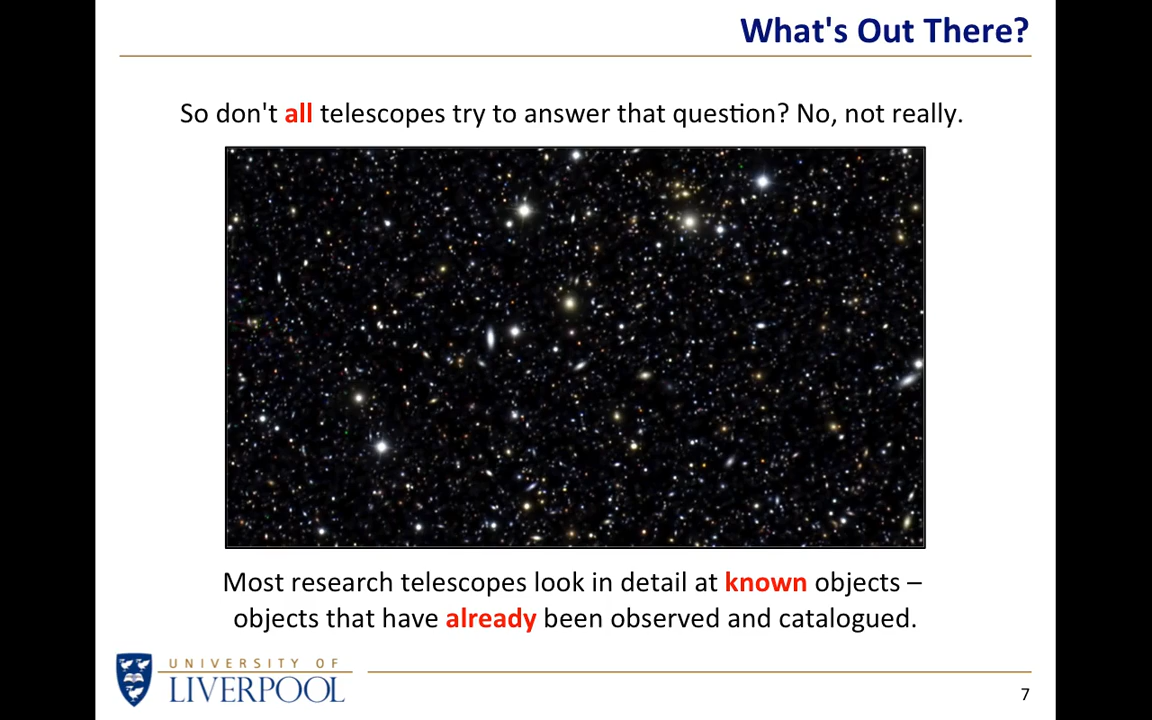 What's Out There?
So don't all telescopes try to answer that question? No, not really.
Most research telescopes look in detail at known objects –
objects that have already been observed and catalogued.
UNIVERSITY OF
LIVERPOOL
7